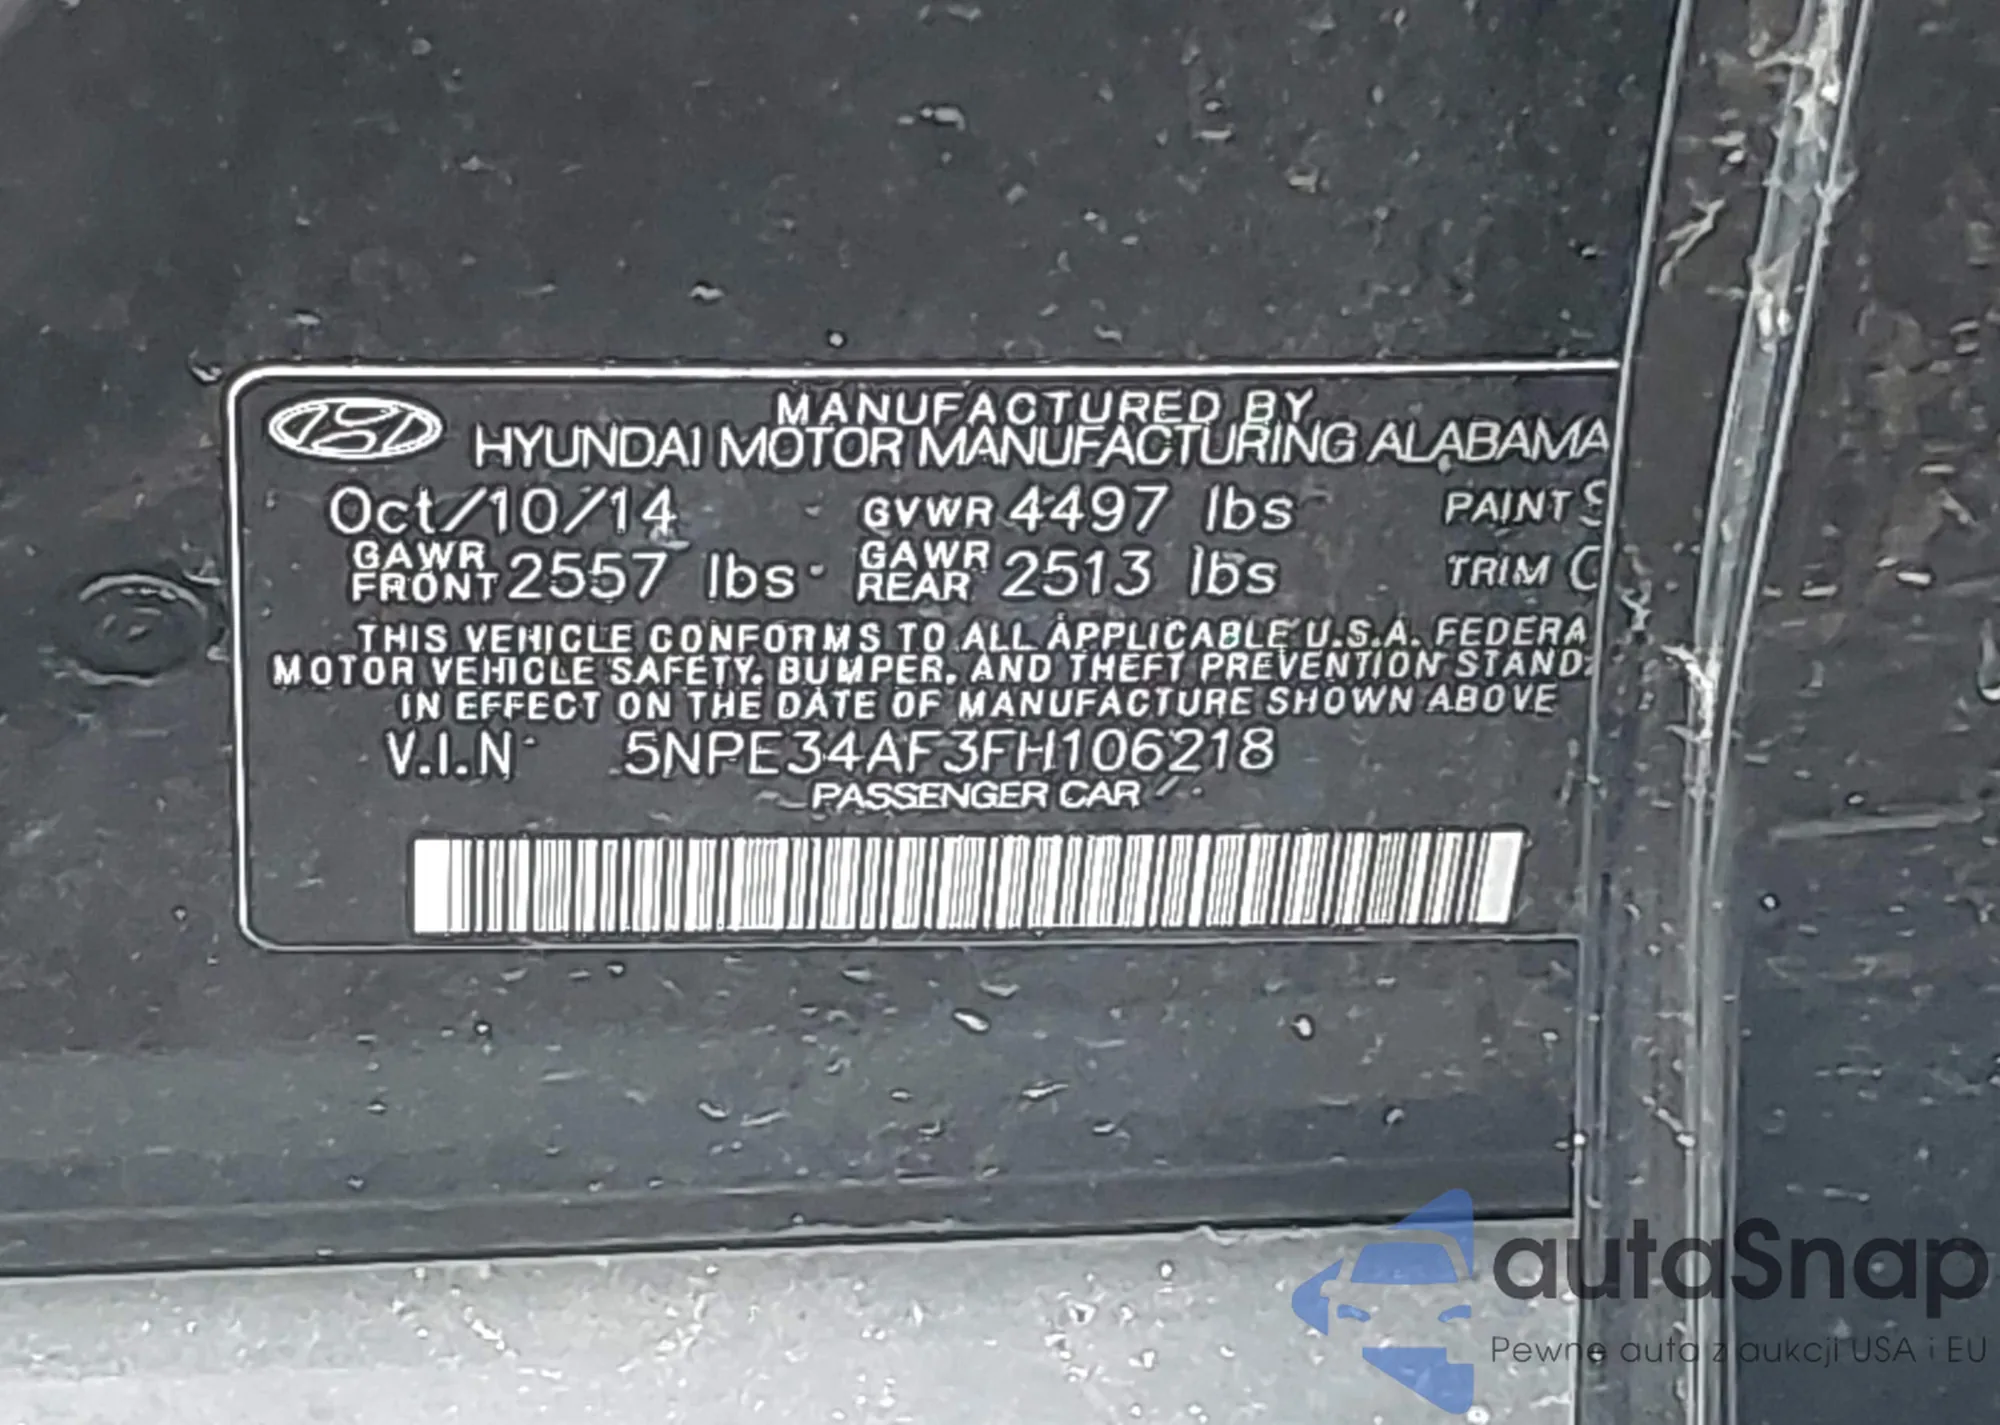 MANUFACTURED BY
HYUNDAI MOTOR MANUFACTURING ALABAMA
Oct/10/14 GVWR 4497 lbs PAINT
GAWR FRONT 2557 lbs GAWR REAR 2513 lbs TRIM
THIS VEHICLE CONFORMS TO ALL APPLICABLE U.S.A. FEDERA
MOTOR VEHICLE SAFETY, BUMPER, AND THEFT PREVENTION STAND
IN EFFECT ON THE DATE OF MANUFACTURE SHOWN ABOVE
V.I.N 5NPE34AF3FH106218
PASSENGER CAR
autaSnap
Pewne auta z aukcji USA i EU